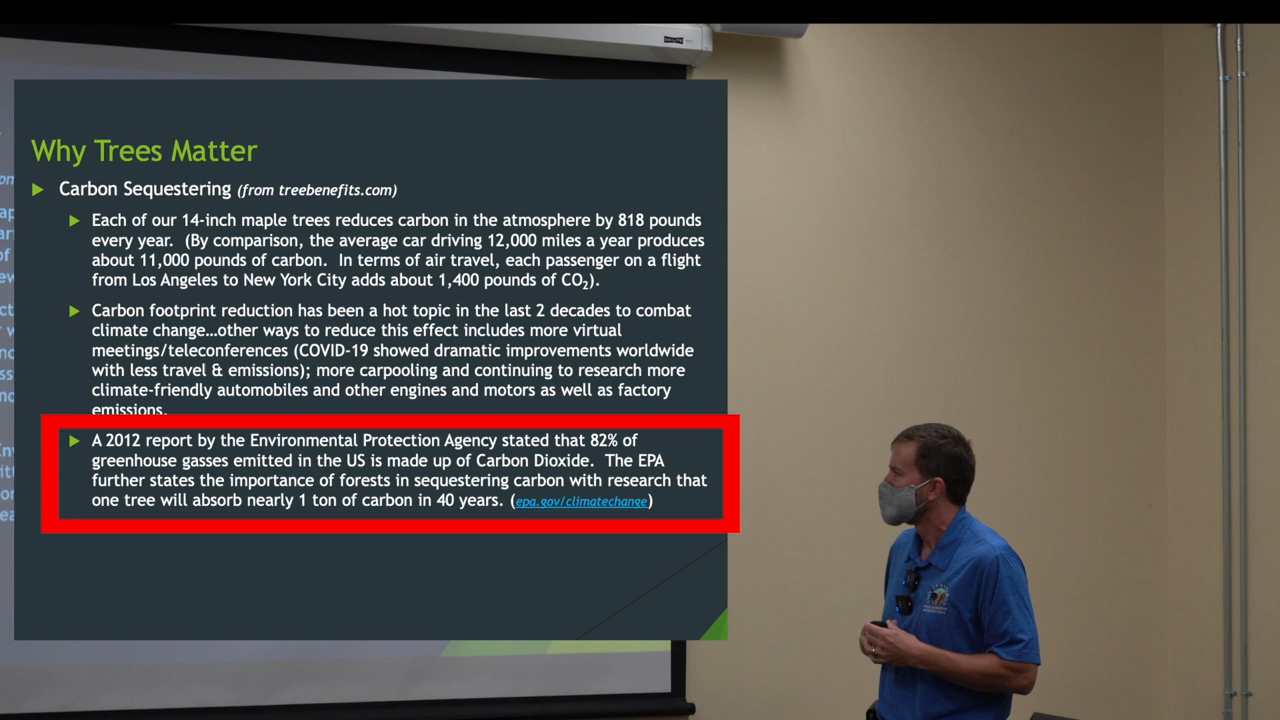 Why Trees Matter
Carbon Sequestering (from treebenefits.com)
Each of our 14-inch maple trees reduces carbon in the atmosphere by 818 pounds
every year. (By comparison, the average car driving 12,000 miles a year produces
about 11,000 pounds of carbon. In terms of air travel, each passenger on a flight
from Los Angeles to New York City adds about 1,400 pounds of CO₂).
Carbon footprint reduction has been a hot topic in the last 2 decades to combat
climate change…other ways to reduce this effect includes more virtual
meetings/teleconferences (COVID-19 showed dramatic improvements worldwide
with less travel & emissions); more carpooling and continuing to research more
climate-friendly automobiles and other engines and motors as well as factory
emissions.
A 2012 report by the Environmental Protection Agency stated that 82% of
greenhouse gasses emitted in the US is made up of Carbon Dioxide. The EPA
further states the importance of forests in sequestering carbon with research that
one tree will absorb nearly 1 ton of carbon in 40 years. (epa.gov/climatechange)